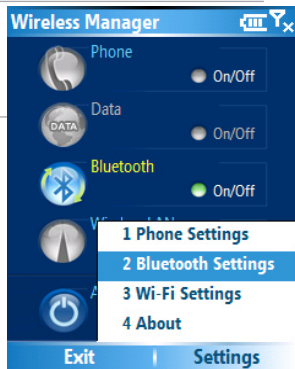 Wireless Manager
Phone
On/Off
Data
DATA
On/Off
Bluetooth
On/Off
1 Phone Settings
2 Bluetooth Settings
3 Wi-Fi Settings
4 About
Exit
Settings